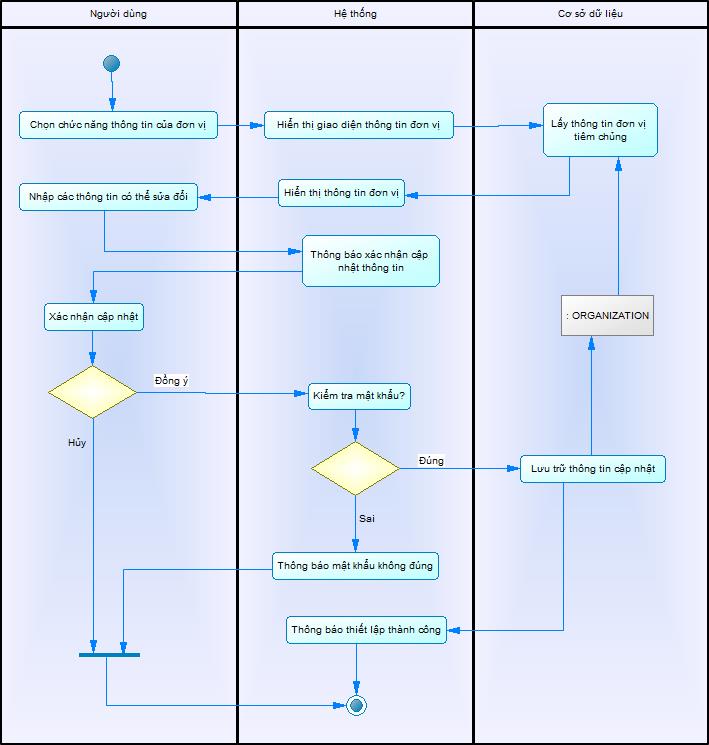 Người dùng
Hệ thống
Cơ sở dữ liệu
Chọn chức năng thông tin của đơn vị
Hiển thị giao diện thông tin đơn vị
Lấy thông tin đơn vị
tiêm chủng
Nhập các thông tin có thể sửa đổi
Hiển thị thông tin đơn vị
Thông báo xác nhận cập
nhật thông tin
Xác nhận cập nhật
: ORGANIZATION
Đồng ý
Kiểm tra mật khẩu?
Hủy
Đúng
Lưu trữ thông tin cập nhật
Sai
Thông báo mật khẩu không đúng
Thông báo thiết lập thành công